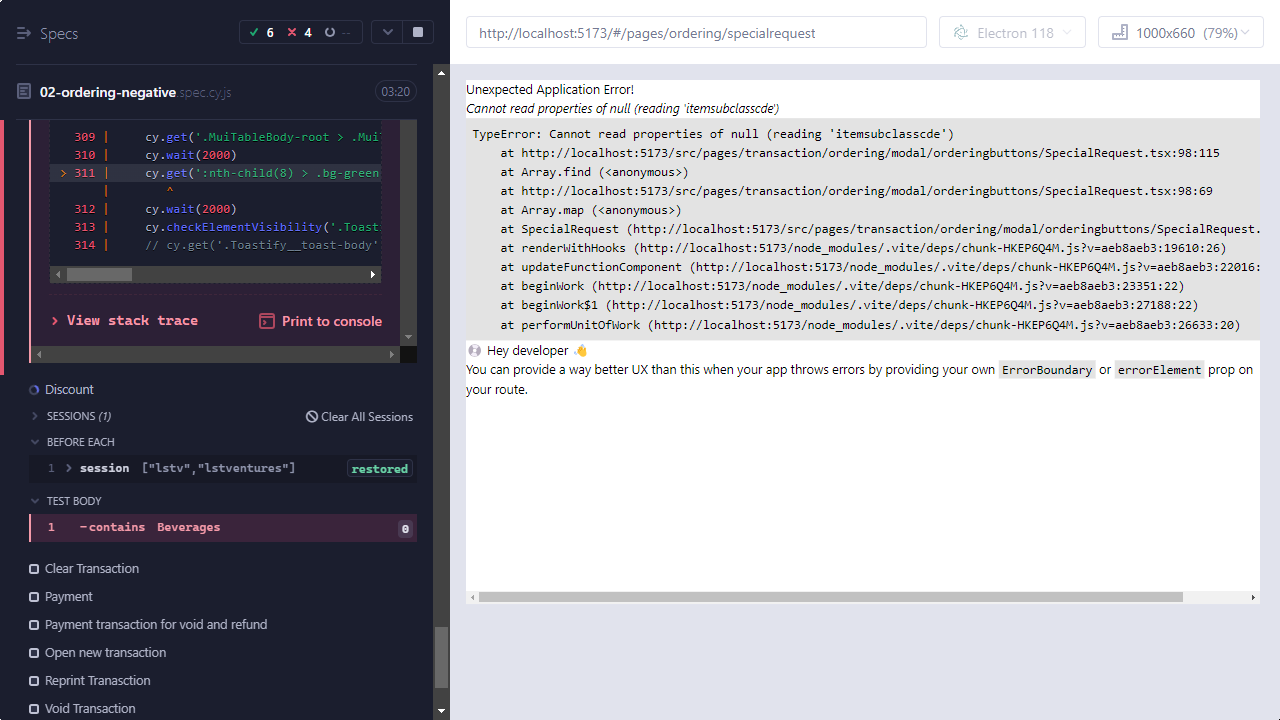 Specs
6 4 --
02-ordering-negative.spec.cy.js 03:20
309 | cy.get('.MuiTableBody-root > .Mui
310 | cy.wait(2000)
> 311 | cy.get(':nth-child(8) > .bg-green
| ^
312 | cy.wait(2000)
313 | cy.checkElementVisibility('.Toasti
314 | // cy.get('.Toastify__toast-body'
> View stack trace Print to console
Discount
SESSIONS (1) Clear All Sessions
BEFORE EACH
1 session ["lstv","lstventures"] restored
TEST BODY
1 -contains Beverages 0
Clear Transaction
Payment
Payment transaction for void and refund
Open new transaction
Reprint Tranasction
Void Transaction
http://localhost:5173/#/pages/ordering/specialrequest Electron 118 1000x660 (79%)
Unexpected Application Error!
Cannot read properties of null (reading 'itemsubclasscde')
TypeError: Cannot read properties of null (reading 'itemsubclasscde')
at http://localhost:5173/src/pages/transaction/ordering/modal/orderingbuttons/SpecialRequest.tsx:98:115
at Array.find (<anonymous>)
at http://localhost:5173/src/pages/transaction/ordering/modal/orderingbuttons/SpecialRequest.tsx:98:69
at Array.map (<anonymous>)
at SpecialRequest (http://localhost:5173/src/pages/transaction/ordering/modal/orderingbuttons/SpecialRequest.
at renderWithHooks (http://localhost:5173/node_modules/.vite/deps/chunk-HKEP6Q4M.js?v=aeb8aeb3:19610:26)
at updateFunctionComponent (http://localhost:5173/node_modules/.vite/deps/chunk-HKEP6Q4M.js?v=aeb8aeb3:22016:
at beginWork (http://localhost:5173/node_modules/.vite/deps/chunk-HKEP6Q4M.js?v=aeb8aeb3:23351:22)
at beginWork$1 (http://localhost:5173/node_modules/.vite/deps/chunk-HKEP6Q4M.js?v=aeb8aeb3:27188:22)
at performUnitOfWork (http://localhost:5173/node_modules/.vite/deps/chunk-HKEP6Q4M.js?v=aeb8aeb3:26633:20)
💿 Hey developer 👋
You can provide a way better UX than this when your app throws errors by providing your own ErrorBoundary or errorElement prop on
your route.